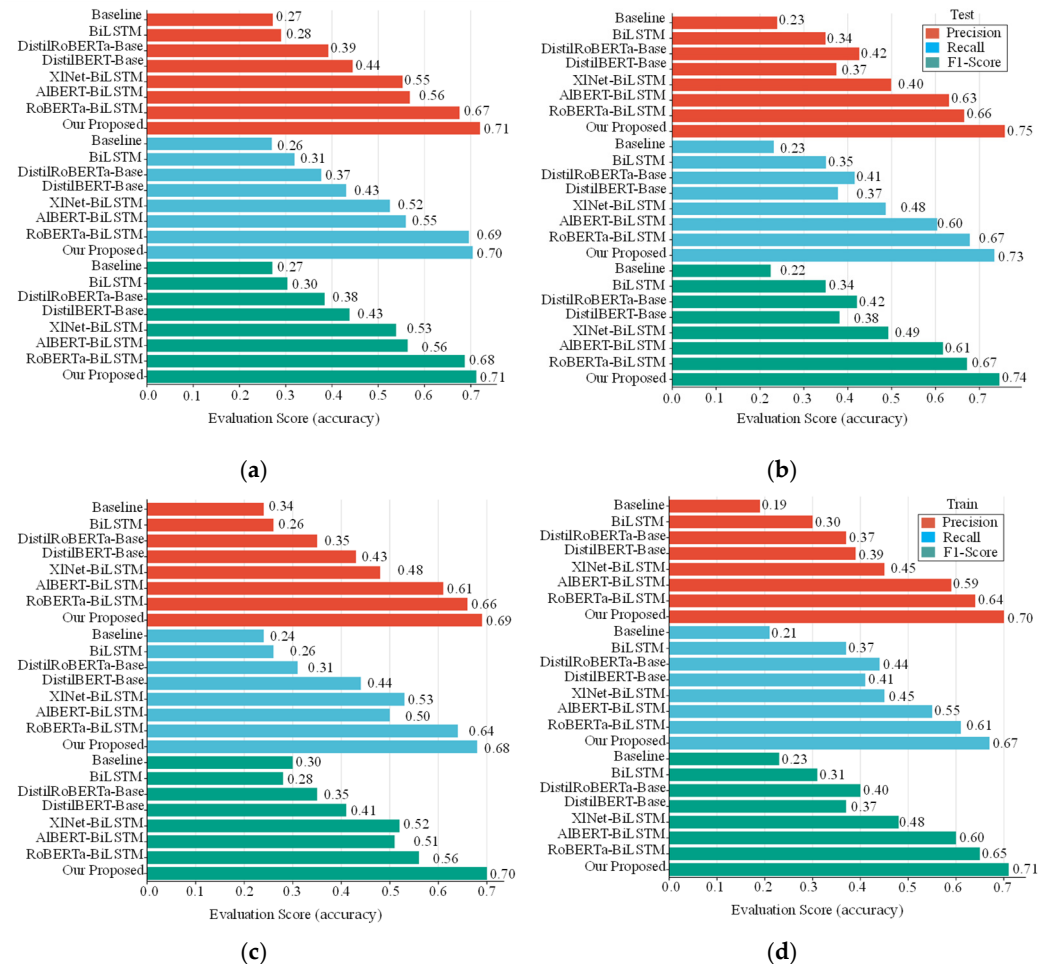 Baseline 0.27
BiLSTM 0.28
DistilRoBERTa-Base 0.39
DistilBERT-Base 0.44
XlNet-BiLSTM 0.55
AlBERT-BiLSTM 0.56
RoBERTa-BiLSTM 0.67
Our Proposed 0.71
Baseline 0.26
BiLSTM 0.31
DistilRoBERTa-Base 0.37
DistilBERT-Base 0.43
XlNet-BiLSTM 0.52
AlBERT-BiLSTM 0.55
RoBERTa-BiLSTM 0.69
Our Proposed 0.70
Baseline 0.27
BiLSTM 0.30
DistilRoBERTa-Base 0.38
DistilBERT-Base 0.43
XlNet-BiLSTM 0.53
AlBERT-BiLSTM 0.56
RoBERTa-BiLSTM 0.68
Our Proposed 0.71
0.0 0.1 0.2 0.3 0.4 0.5 0.6 0.7
Evaluation Score (accuracy)
(a)
Test
Precision
Recall
F1-Score
Baseline 0.23
BiLSTM 0.34
DistilRoBERTa-Base 0.42
DistilBERT-Base 0.37
XlNet-BiLSTM 0.40
AlBERT-BiLSTM 0.63
RoBERTa-BiLSTM 0.66
Our Proposed 0.75
Baseline 0.23
BiLSTM 0.35
DistilRoBERTa-Base 0.41
DistilBERT-Base 0.37
XlNet-BiLSTM 0.48
AlBERT-BiLSTM 0.60
RoBERTa-BiLSTM 0.67
Our Proposed 0.73
Baseline 0.22
BiLSTM 0.34
DistilRoBERTa-Base 0.42
DistilBERT-Base 0.38
XlNet-BiLSTM 0.49
AlBERT-BiLSTM 0.61
RoBERTa-BiLSTM 0.67
Our Proposed 0.74
0.0 0.1 0.2 0.3 0.4 0.5 0.6 0.7
Evaluation Score (accuracy)
(b)
Baseline 0.34
BiLSTM 0.26
DistilRoBERTa-Base 0.35
DistilBERT-Base 0.43
XlNet-BiLSTM 0.48
AlBERT-BiLSTM 0.61
RoBERTa-BiLSTM 0.66
Our Proposed 0.69
Baseline 0.24
BiLSTM 0.26
DistilRoBERTa-Base 0.31
DistilBERT-Base 0.44
XlNet-BiLSTM 0.53
AlBERT-BiLSTM 0.50
RoBERTa-BiLSTM 0.64
Our Proposed 0.68
Baseline 0.30
BiLSTM 0.28
DistilRoBERTa-Base 0.35
DistilBERT-Base 0.41
XlNet-BiLSTM 0.52
AlBERT-BiLSTM 0.51
RoBERTa-BiLSTM 0.56
Our Proposed 0.70
0.0 0.1 0.2 0.3 0.4 0.5 0.6 0.7
Evaluation Score (accuracy)
(c)
Train
Precision
Recall
F1-Score
Baseline 0.19
BiLSTM 0.30
DistilRoBERTa-Base 0.37
DistilBERT-Base 0.39
XlNet-BiLSTM 0.45
AlBERT-BiLSTM 0.59
RoBERTa-BiLSTM 0.64
Our Proposed 0.70
Baseline 0.21
BiLSTM 0.37
DistilRoBERTa-Base 0.44
DistilBERT-Base 0.41
XlNet-BiLSTM 0.45
AlBERT-BiLSTM 0.55
RoBERTa-BiLSTM 0.61
Our Proposed 0.67
Baseline 0.23
BiLSTM 0.31
DistilRoBERTa-Base 0.40
DistilBERT-Base 0.37
XlNet-BiLSTM 0.48
AlBERT-BiLSTM 0.60
RoBERTa-BiLSTM 0.65
Our Proposed 0.71
0.0 0.1 0.2 0.3 0.4 0.5 0.6 0.7
Evaluation Score (accuracy)
(d)